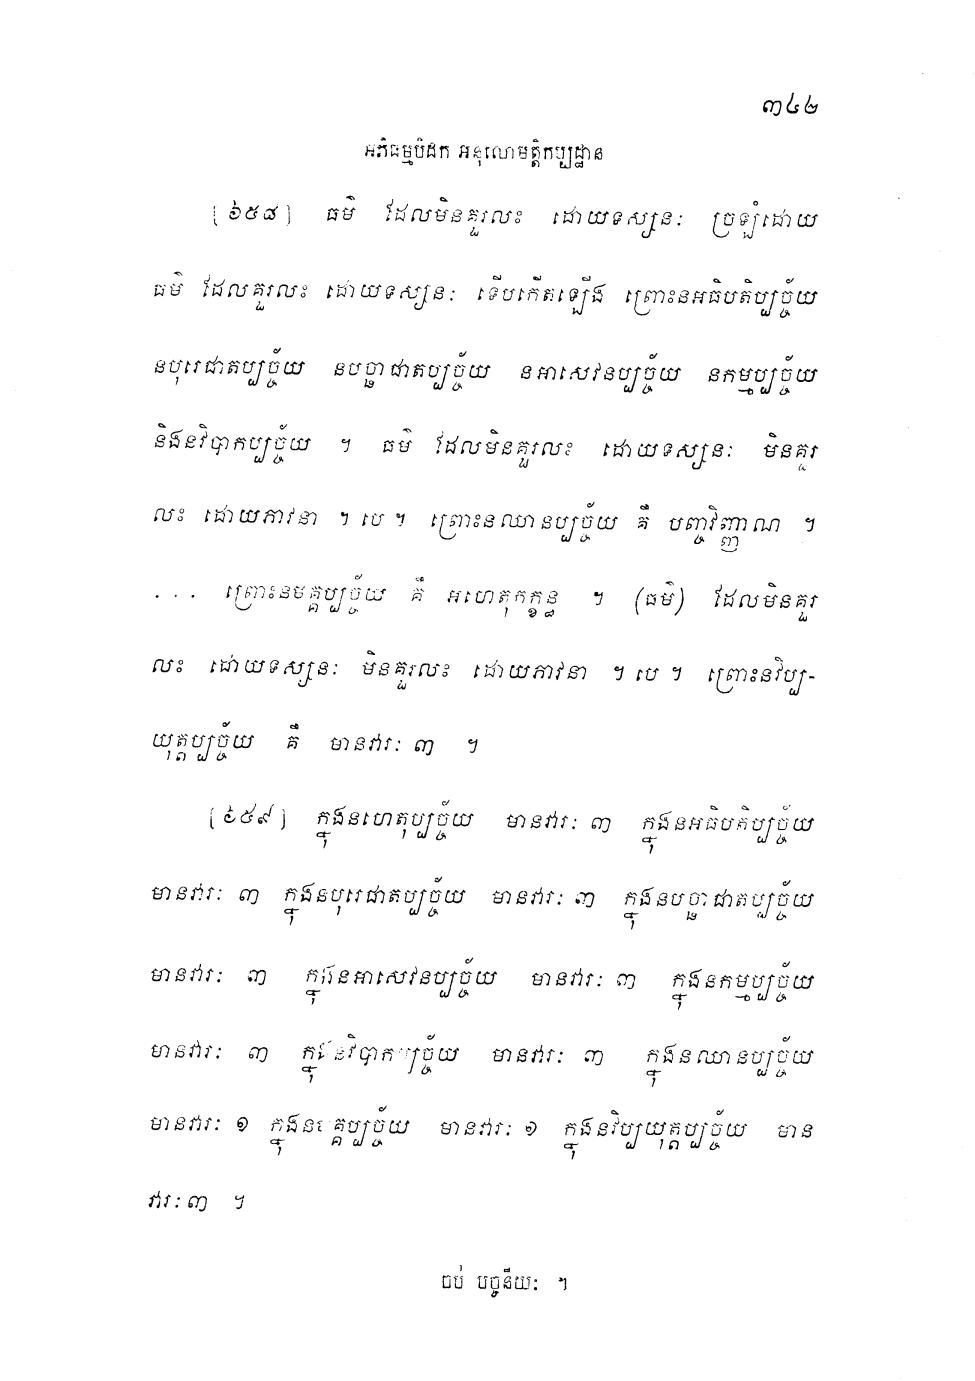 ៣៤២
អភិធម្មបិដក អនុលោមត្តិកប្បដ្ឋាន
[៦៥៨] ធម៌ ដែលមិនគួរលះ ដោយទស្សនៈ ច្រឡំដោយ
ធម៌ ដែលគួរលះ ដោយទស្សនៈ ទើបកើតឡើង ព្រោះនអធិបតិប្បច្ច័យ
នបុរេជាតប្បច្ច័យ នបច្ឆាជាតប្បច្ច័យ នអាសេវនប្បច្ច័យ នកម្មប្បច្ច័យ
និងនវិបាកប្បច្ច័យ ។ ធម៌ ដែលមិនគួរលះ ដោយទស្សនៈ មិនគួរ
លះ ដោយភាវនា ។ បេ ។ ព្រោះនឈានប្បច្ច័យ គឺ បញ្ចវិញ្ញាណ ។
... ព្រោះនមគ្គប្បច្ច័យ គឺ អហេតុកក្ខន្ធ ។ (ធម៌) ដែលមិនគួរ
លះ ដោយទស្សនៈ មិនគួរលះ ដោយភាវនា ។ បេ ។ ព្រោះនវិប្ប-
យុត្តប្បច្ច័យ គឺ មានវារៈ ៣ ។
[៦៥៩] ក្នុងនហេតុប្បច្ច័យ មានវារៈ ៣ ក្នុងនអធិបតិប្បច្ច័យ
មានវារៈ ៣ ក្នុងនបុរេជាតប្បច្ច័យ មានវារៈ ៣ ក្នុងនបច្ឆាជាតប្បច្ច័យ
មានវារៈ ៣ ក្នុងនអាសេវនប្បច្ច័យ មានវារៈ ៣ ក្នុងនកម្មប្បច្ច័យ
មានវារៈ ៣ ក្នុងនវិបាកប្បច្ច័យ មានវារៈ ៣ ក្នុងនឈានប្បច្ច័យ
មានវារៈ ១ ក្នុងនមគ្គប្បច្ច័យ មានវារៈ ១ ក្នុងនវិប្បយុត្តប្បច្ច័យ មាន
វារៈ ៣ ។
ចប់ បច្ចនីយៈ ។